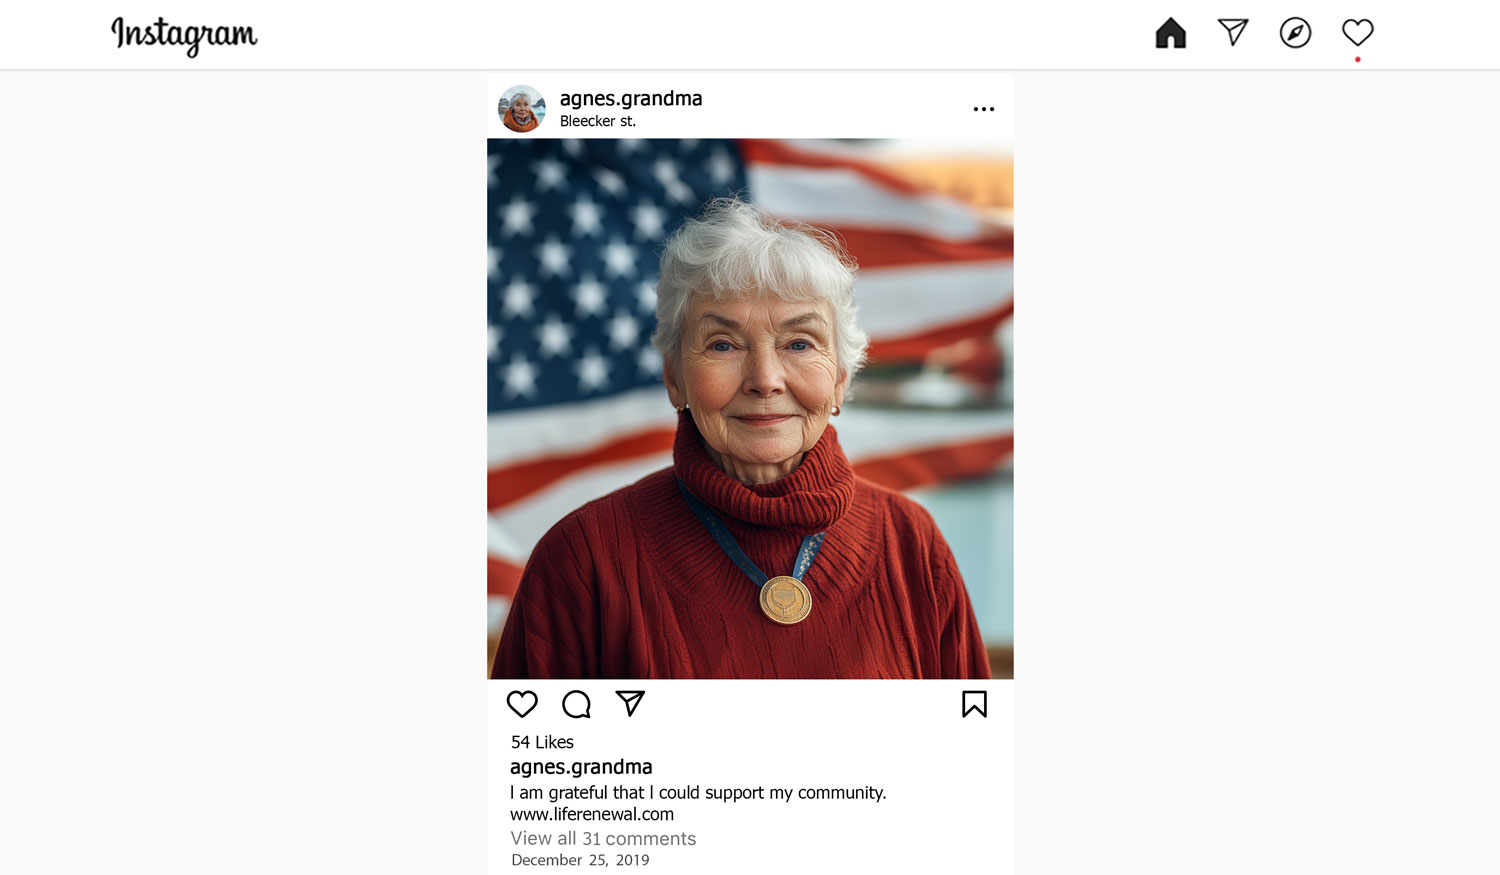 Instagram
agnes.grandma
Bleecker st.
54 Likes
agnes.grandma
I am grateful that I could support my community.
www.liferenewal.com
View all 31 comments
December 25, 2019